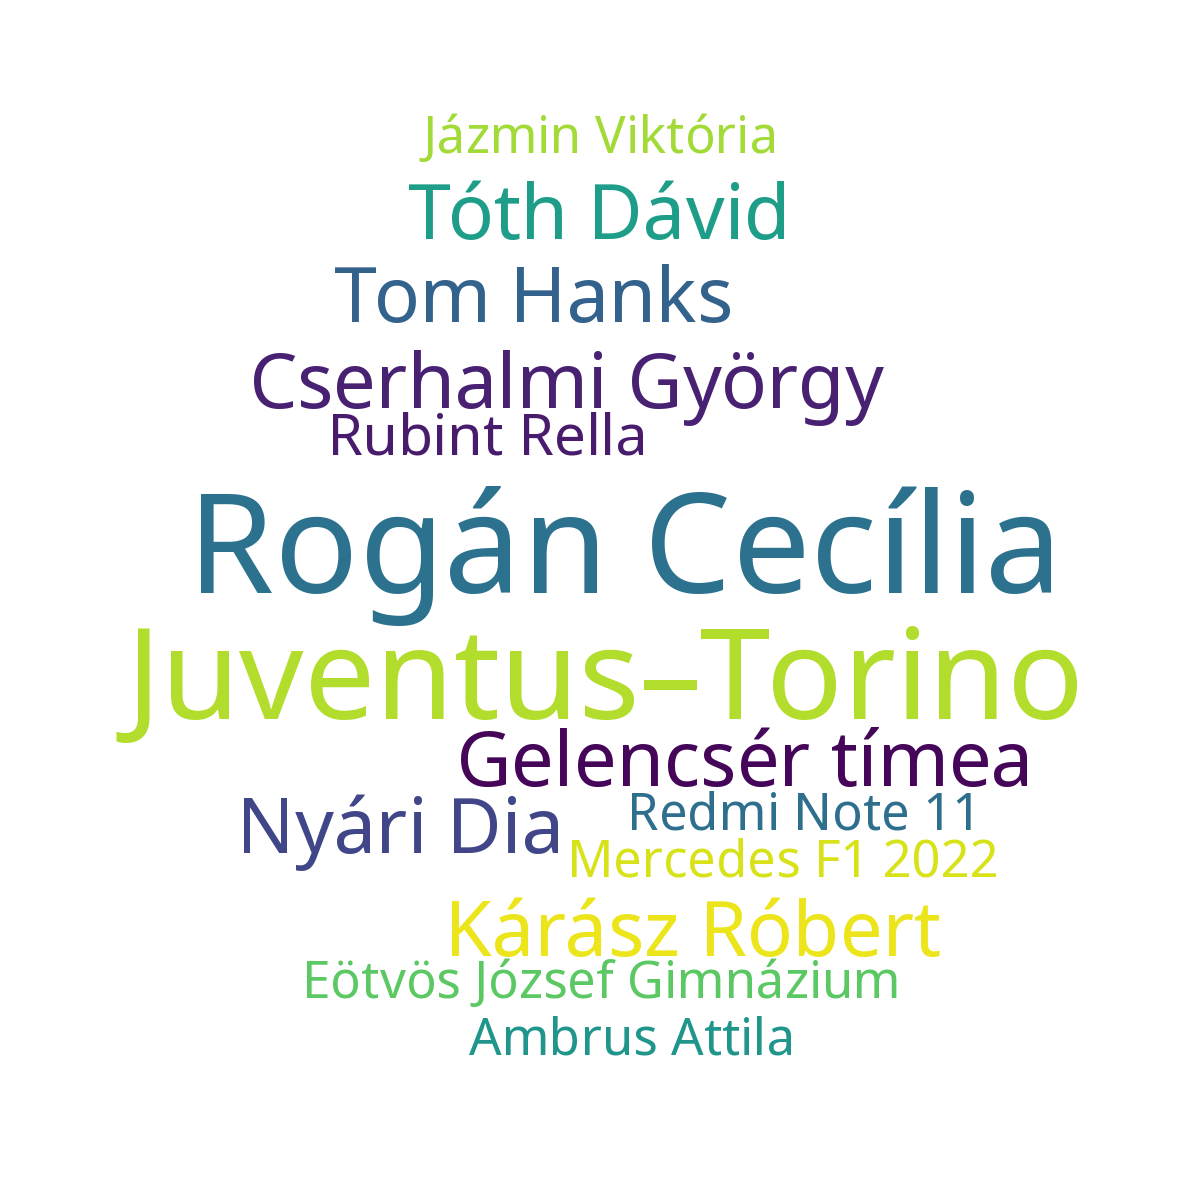 Jázmin Viktória
Tóth Dávid
Tom Hanks
Cserhalmi György
Rubint Rella
Rogán Cecília
Juventus–Torino
Gelencsér tímea
Nyári Dia
Redmi Note 11
Mercedes F1 2022
Kárász Róbert
Eötvös József Gimnázium
Ambrus Attila